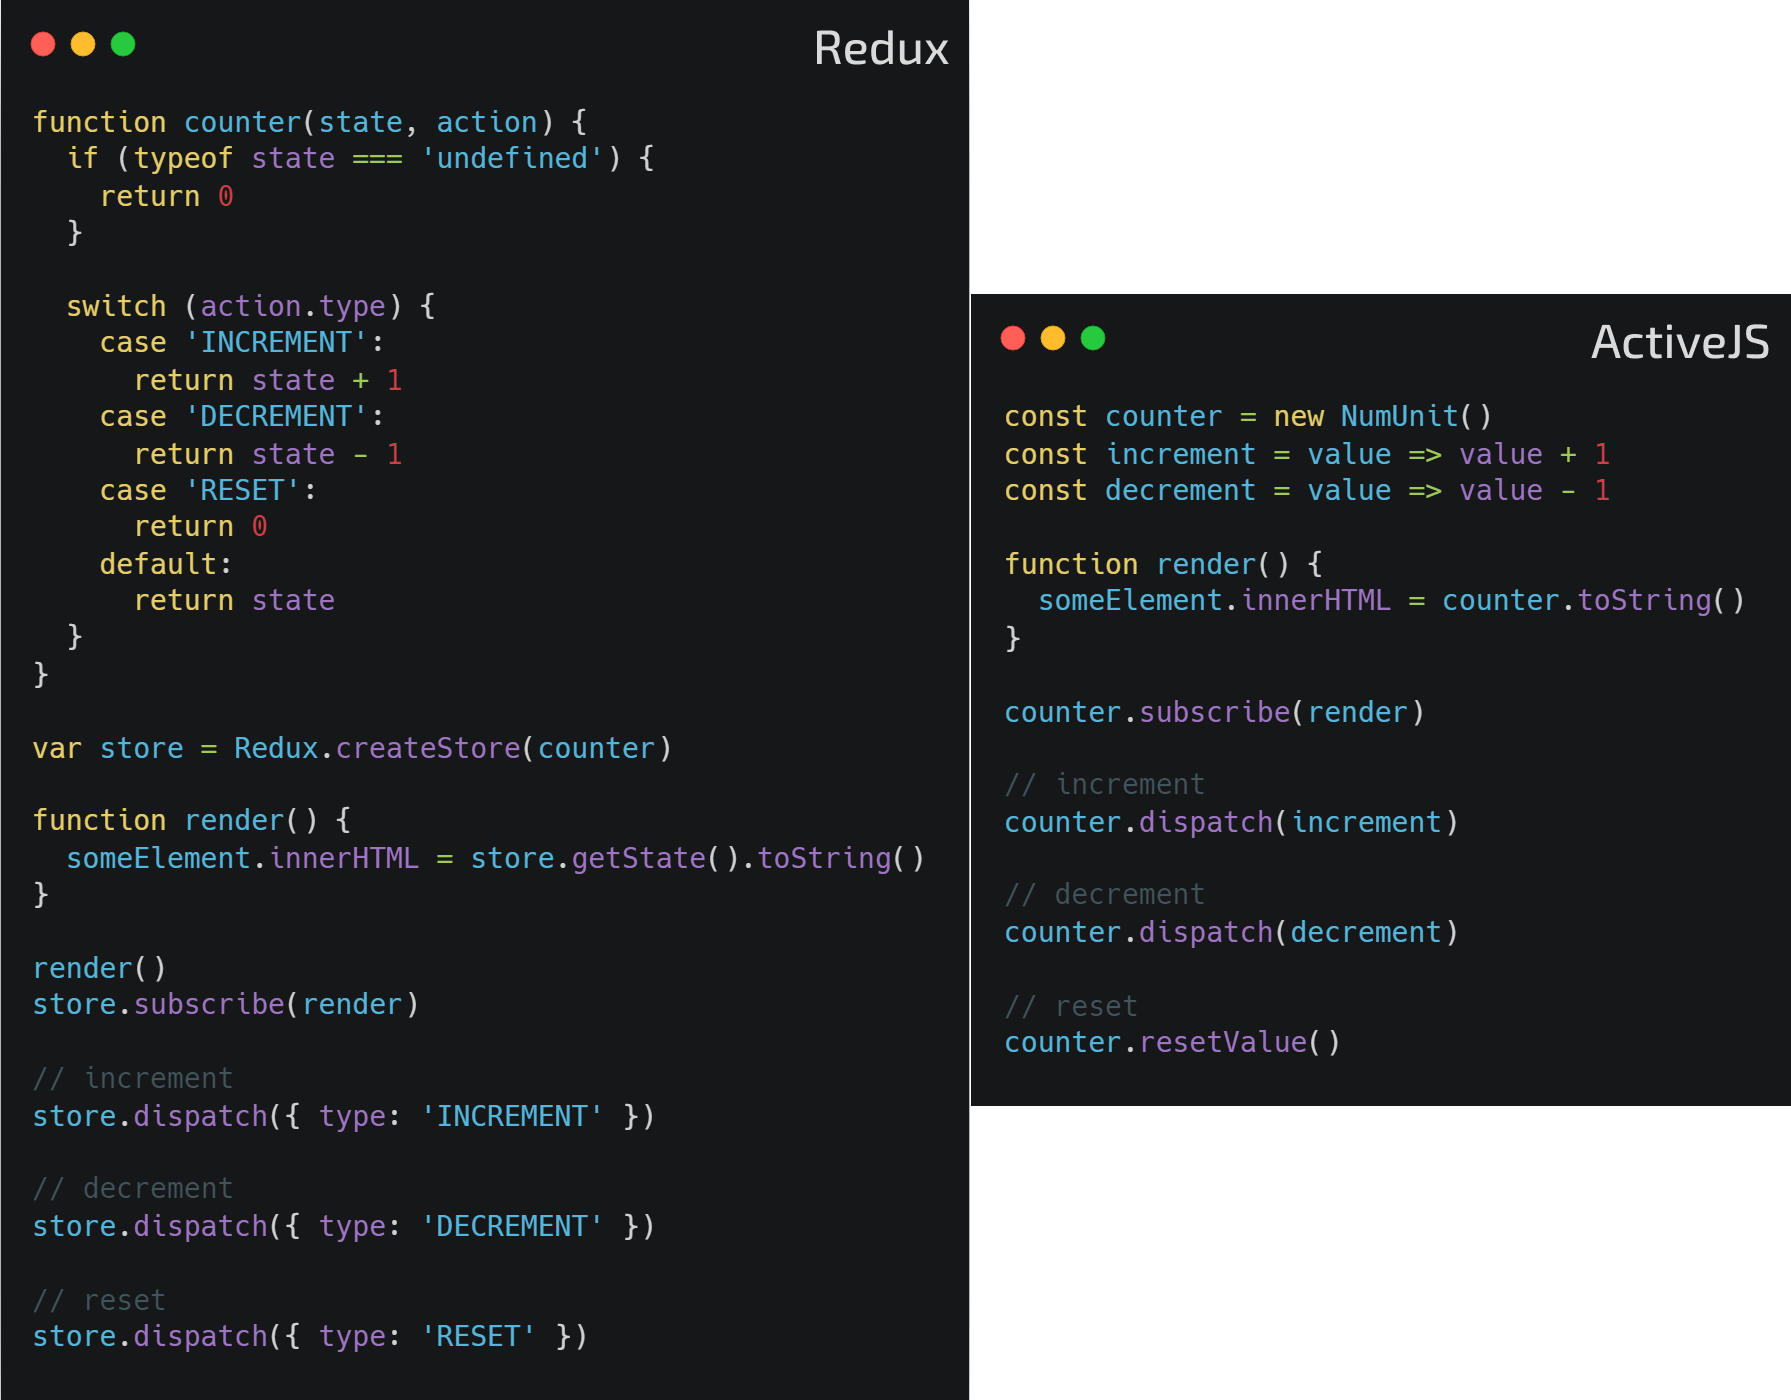 Redux
function counter(state, action) {
  if (typeof state === 'undefined') {
    return 0
  }
  switch (action.type) {
    case 'INCREMENT':
      return state + 1
    case 'DECREMENT':
      return state - 1
    case 'RESET':
      return 0
    default:
      return state
  }
}
var store = Redux.createStore(counter)
function render() {
  someElement.innerHTML = store.getState().toString()
}
render()
store.subscribe(render)
// increment
store.dispatch({ type: 'INCREMENT' })
// decrement
store.dispatch({ type: 'DECREMENT' })
// reset
store.dispatch({ type: 'RESET' })
ActiveJS
const counter = new NumUnit()
const increment = value => value + 1
const decrement = value => value - 1
function render() {
  someElement.innerHTML = counter.toString()
}
counter.subscribe(render)
// increment
counter.dispatch(increment)
// decrement
counter.dispatch(decrement)
// reset
counter.resetValue()